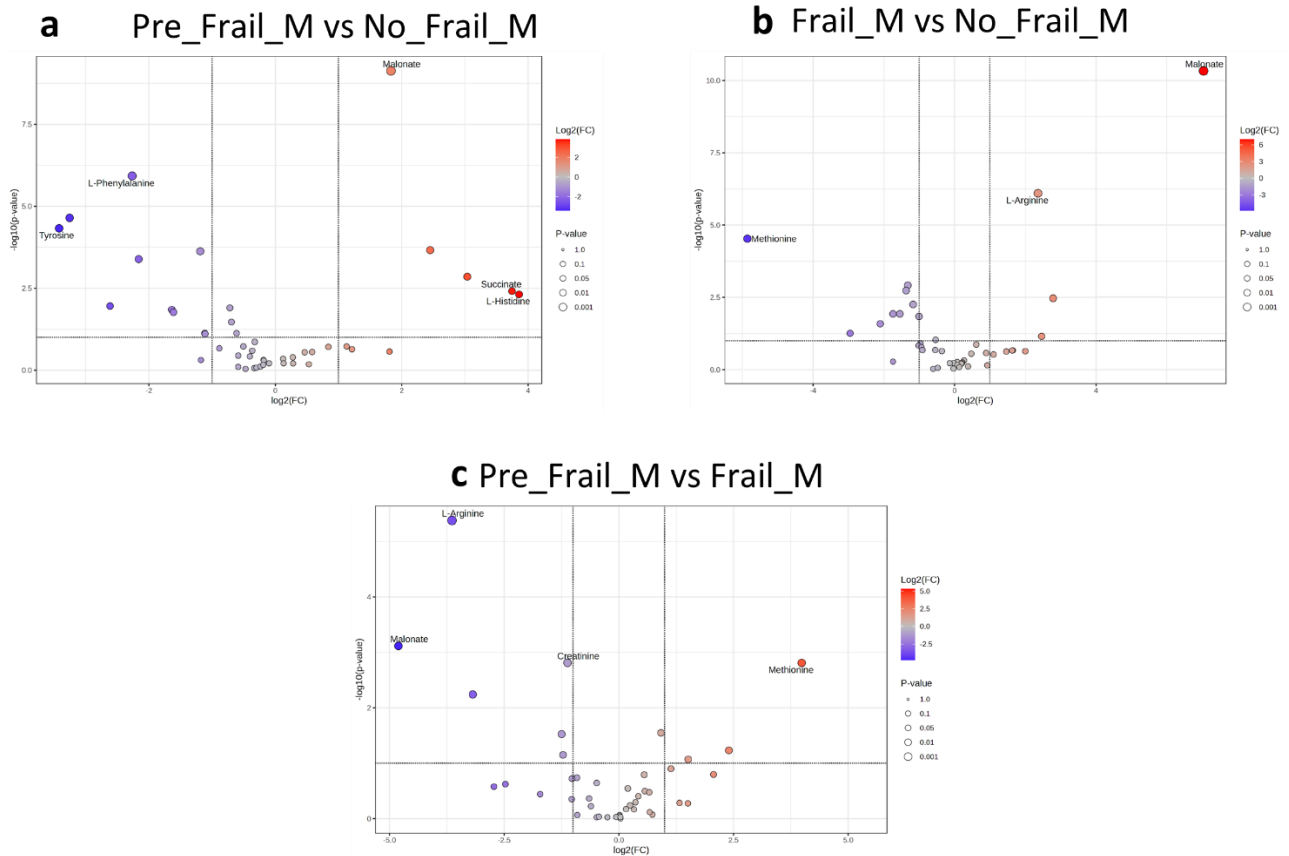 a Pre_Frail_M vs No_Frail_M
Malonate
7.5
L-Phenylalanine
5.0
Tyrosine
2.5
Succinate
L-Histidine
0.0
-2
0
2
4
log2(FC)
-log10(p-value)
Log2(FC)
2
0
-2
P-value
1.0
0.1
0.05
0.01
0.001
b Frail_M vs No_Frail_M
Malonate
10.0
7.5
L-Arginine
5.0
Methionine
2.5
0.0
-4
0
4
log2(FC)
-log10(p-value)
Log2(FC)
6
3
0
-3
P-value
1.0
0.1
0.05
0.01
0.001
c Pre_Frail_M vs Frail_M
L-Arginine
4
Malonate
Creatinine
Methionine
2
0
-5.0
-2.5
0.0
2.5
5.0
log2(FC)
-log10(p-value)
Log2(FC)
5.0
2.5
0.0
-2.5
P-value
1.0
0.1
0.05
0.01
0.001